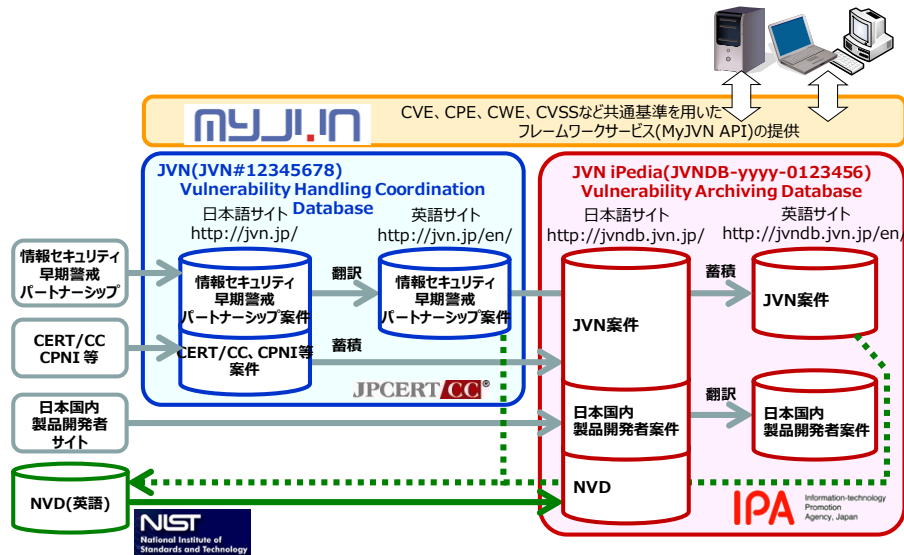 MYJVN
CVE、CPE、CWE、CVSSなど共通基準を用いた
フレームワークサービス(MyJVN API)の提供
JVN(JVN#12345678)
Vulnerability Handling Coordination
Database
日本語サイト
http://jvn.jp/
英語サイト
http://jvn.jp/en/
JVN iPedia(JVNDB-yyyy-0123456)
Vulnerability Archiving Database
日本語サイト
http://jvndb.jvn.jp/
英語サイト
http://jvndb.jvn.jp/en/
情報セキュリティ
早期警戒
パートナーシップ
情報セキュリティ
早期警戒
パートナーシップ案件
翻訳
情報セキュリティ
早期警戒
パートナーシップ案件
JVN案件
蓄積
JVN案件
CERT/CC
CPNI 等
CERT/CC、CPNI等
案件
蓄積
JPCERT CC®
日本国内
製品開発者
サイト
日本国内
製品開発者案件
翻訳
日本国内
製品開発者案件
NVD(英語)
NVD
NIST
National Institute of
Standards and Technology
IPA
Information-technology
Promotion
Agency, Japan